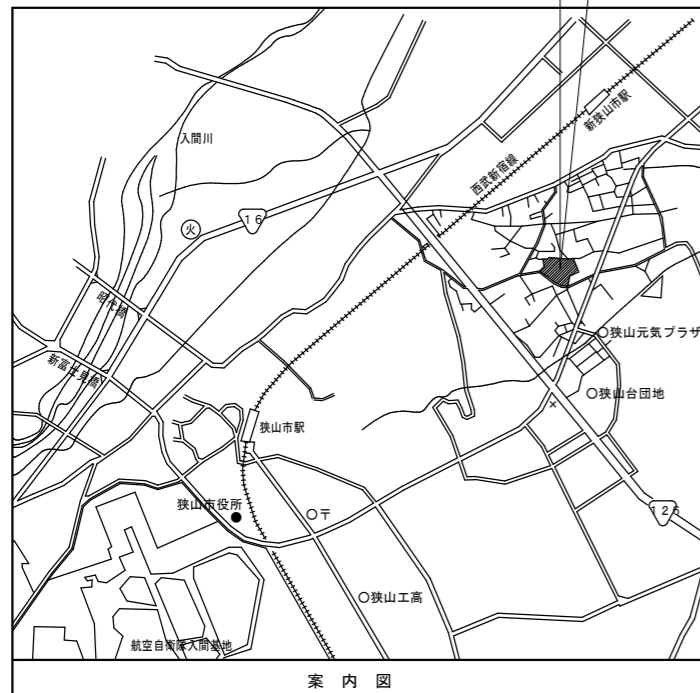 入間川
新狭山市駅
西武新宿線
16
火
昭代橋
狭山元気プラザ
新富士見橋
狭山台団地
狭山市駅
狭山市役所
〒
126
狭山工高
航空自衛隊入間基地
案内図